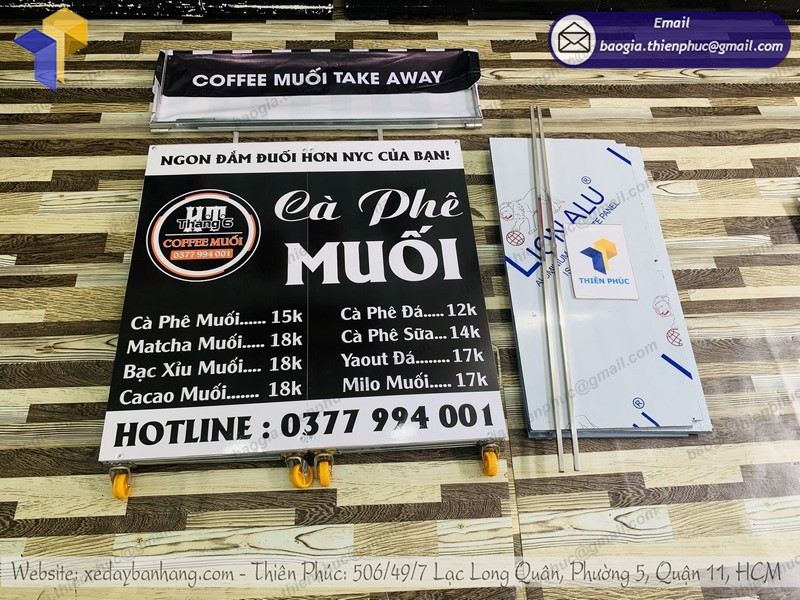 Email
baogia.thienphuc@gmail.com
COFFEE MUỐI TAKE AWAY
NGON ĐẮM ĐUỐI HƠN NYC CỦA BẠN!
Tháng 6
COFFEE MUỐI
0377 994 001
Cà Phê
MUỐI
Cà Phê Muối...... 15k
Matcha Muối.... 18k
Bạc Xỉu Muối.... 18k
Cacao Muối....... 18k
Cà Phê Đá..... 12k
Cà Phê Sữa... 14k
Yaout Đá........ 17k
Milo Muối..... 17k
HOTLINE : 0377 994 001
THIÊN PHÚC
Website: xedaybanhang.com - Thiên Phúc: 506/49/7 Lạc Long Quân, Phường 5, Quận 11, HCM